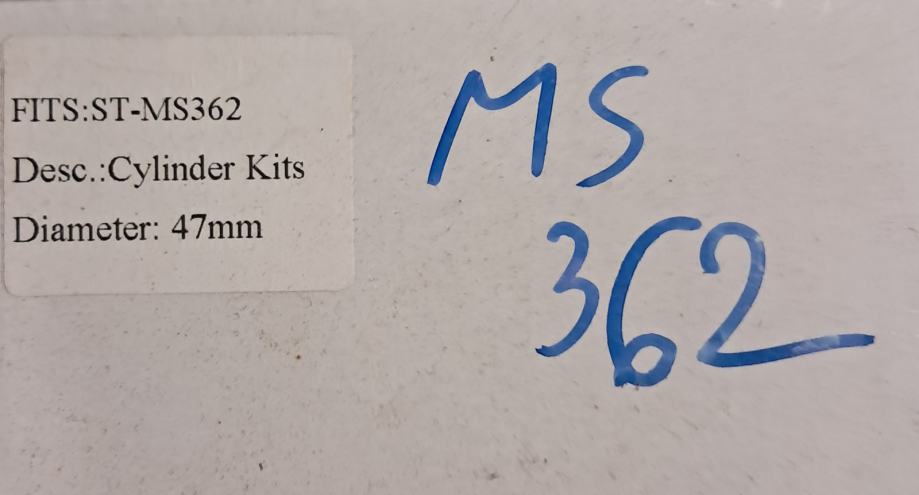 FITS:ST-MS362
Desc.:Cylinder Kits
Diameter: 47mm
MS
362